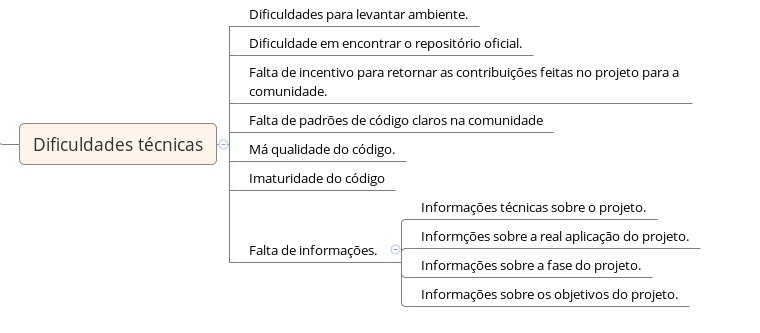 Dificuldades para levantar ambiente.
Dificuldade em encontrar o repositório oficial.
Falta de incentivo para retornar as contribuições feitas no projeto para a
comunidade.
Falta de padrões de código claros na comunidade
Dificuldades técnicas
Má qualidade do código.
Imaturidade do código
Falta de informações.
Informações técnicas sobre o projeto.
Informções sobre a real aplicação do projeto.
Informações sobre a fase do projeto.
Informações sobre os objetivos do projeto.